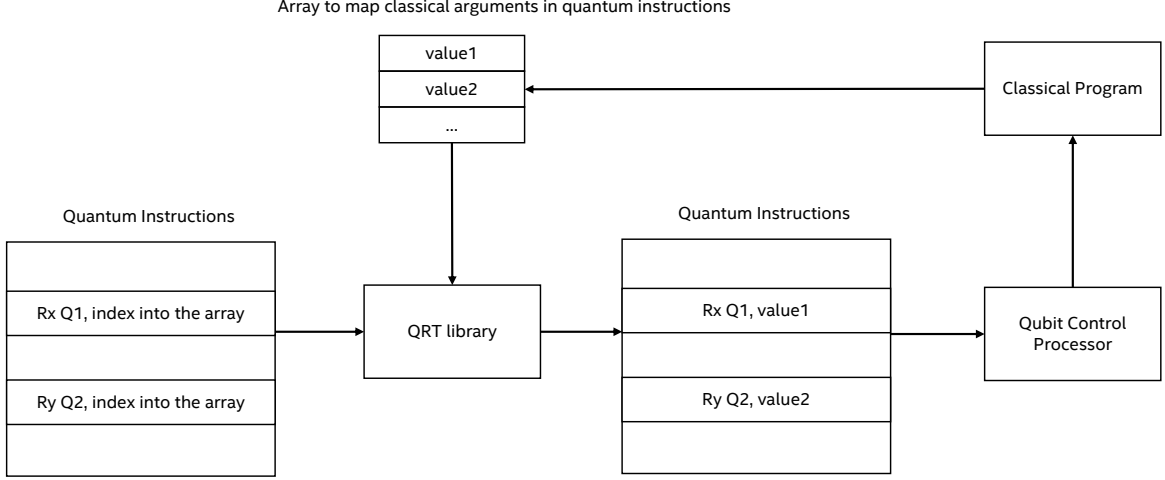 Array to map classical arguments in quantum instructions
value1
value2
...
Classical Program
Quantum Instructions
Rx Q1, index into the array
Ry Q2, index into the array
QRT library
Quantum Instructions
Rx Q1, value1
Ry Q2, value2
Qubit Control
Processor